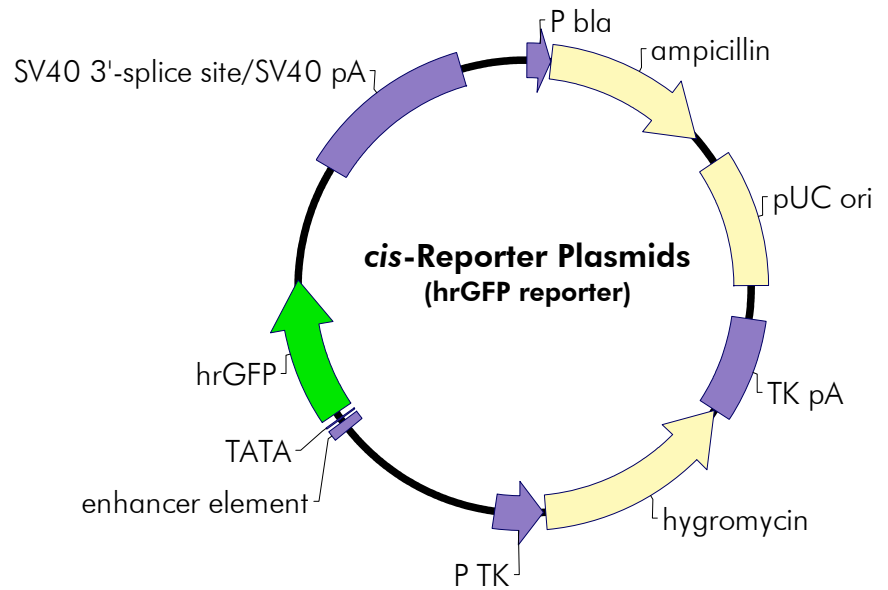 P bla
ampicillin
SV40 3'-splice site/SV40 pA
pUC ori
cis-Reporter Plasmids
(hrGFP reporter)
hrGFP
TK pA
TATA
enhancer element
hygromycin
P TK